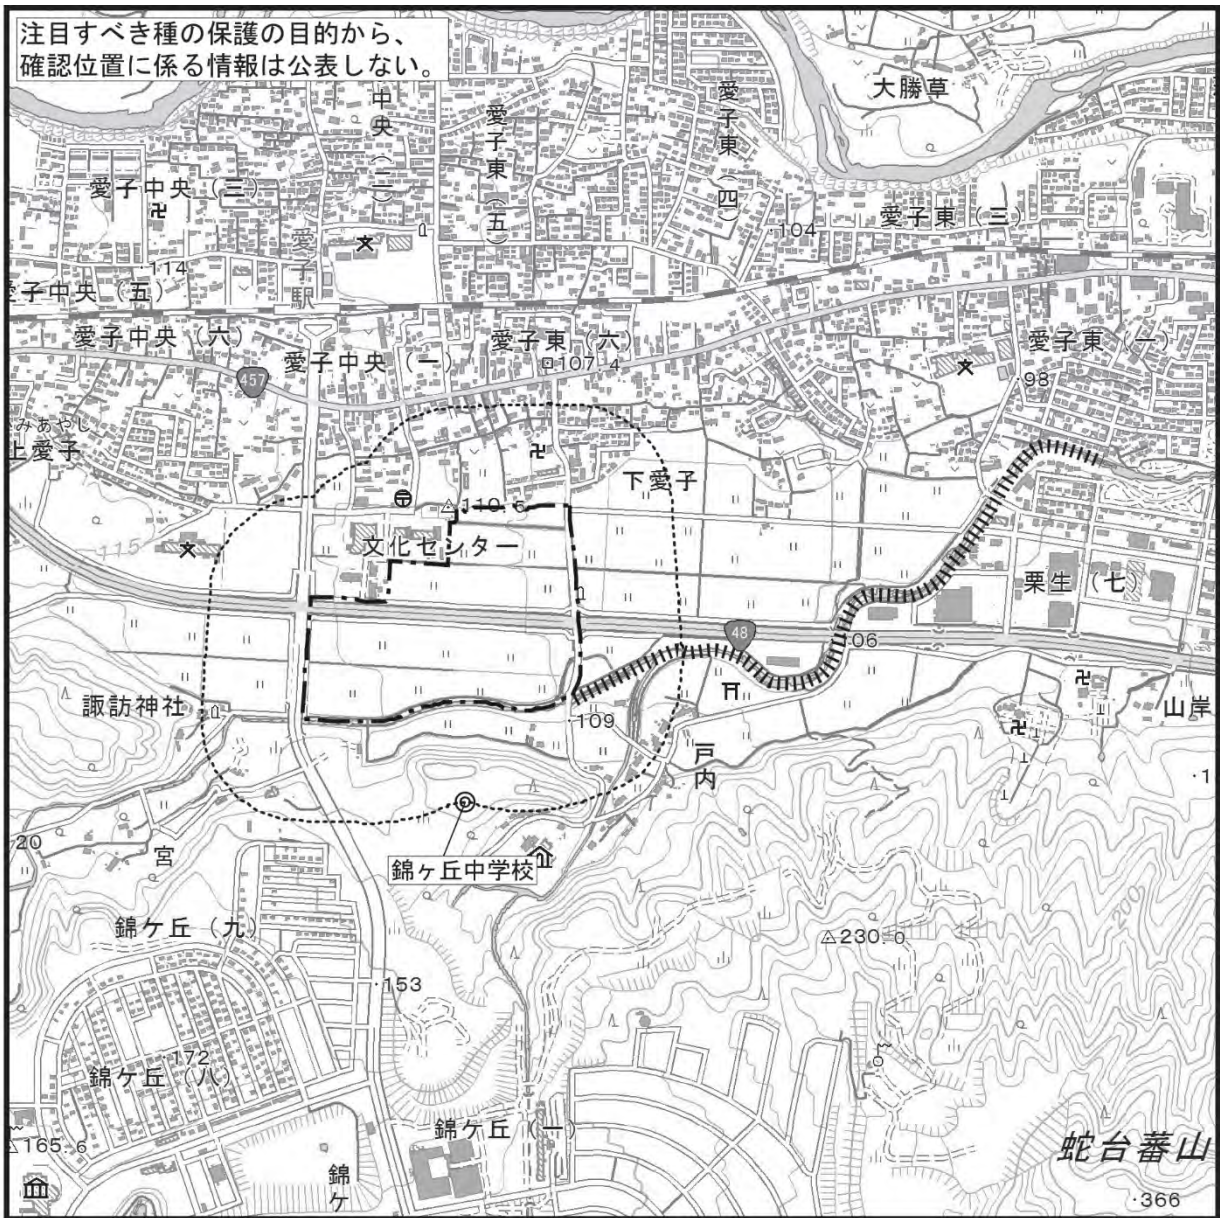 注目すべき種の保護の目的から、
確認位置に係る情報は公表しない。
大勝草
中央(二)
愛子東(五)
愛子東(四)
愛子中央(三)
愛子東(三)
・104
愛子駅
・114
愛子中央(五)
愛子中央(六)
愛子中央(一)
愛子東(六)
107.4
愛子東(一)
457
・98
みあやし
上愛子
下愛子
110.6
115
文化センター
栗生(七)
48
106
諏訪神社
・109
戸内
山岸
・1
20
宮
錦ヶ丘中学校
錦ケ丘(九)
230.0
200
・153
・172
錦ケ丘(八)
錦ケ丘(一)
165.6
錦ケ
蛇台蕃山
・366